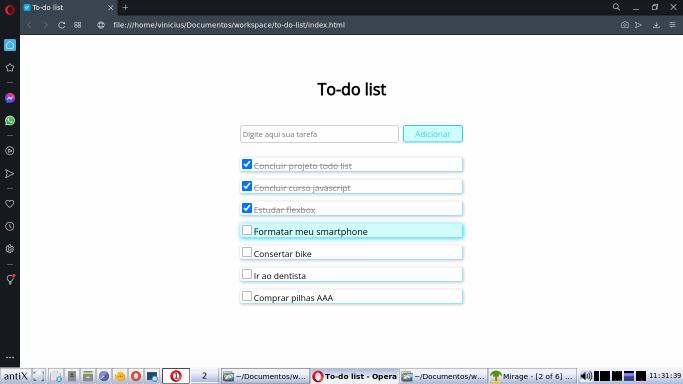 To-do list
file:///home/vinicius/Documentos/workspace/to-do-list/index.html
To-do list
Digite aqui sua tarefa
Adicionar
Concluir projeto todo list
Concluir curso javascript
Estudar flexbox
Formatar meu smartphone
Consertar bike
Ir ao dentista
Comprar pilhas AAA
antiX 1 2 ~/Documentos/w... To-do list - Opera ~/Documentos/w... Mirage - [2 of 6] ... 11:31:39